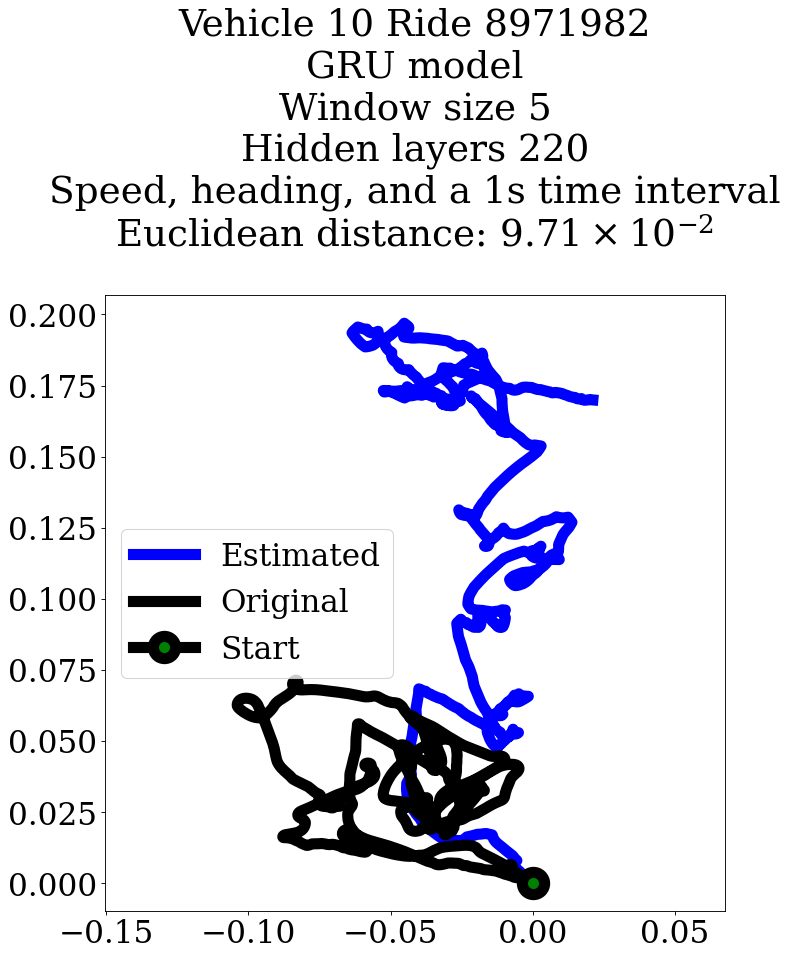 Vehicle 10 Ride 8971982
GRU model
Window size 5
Hidden layers 220
Speed, heading, and a 1s time interval
Euclidean distance: 9.71 × 10⁻²
0.200
0.175
0.150
0.125
0.100
0.075
0.050
0.025
0.000
Estimated
Original
Start
−0.15 −0.10 −0.05 0.00 0.05